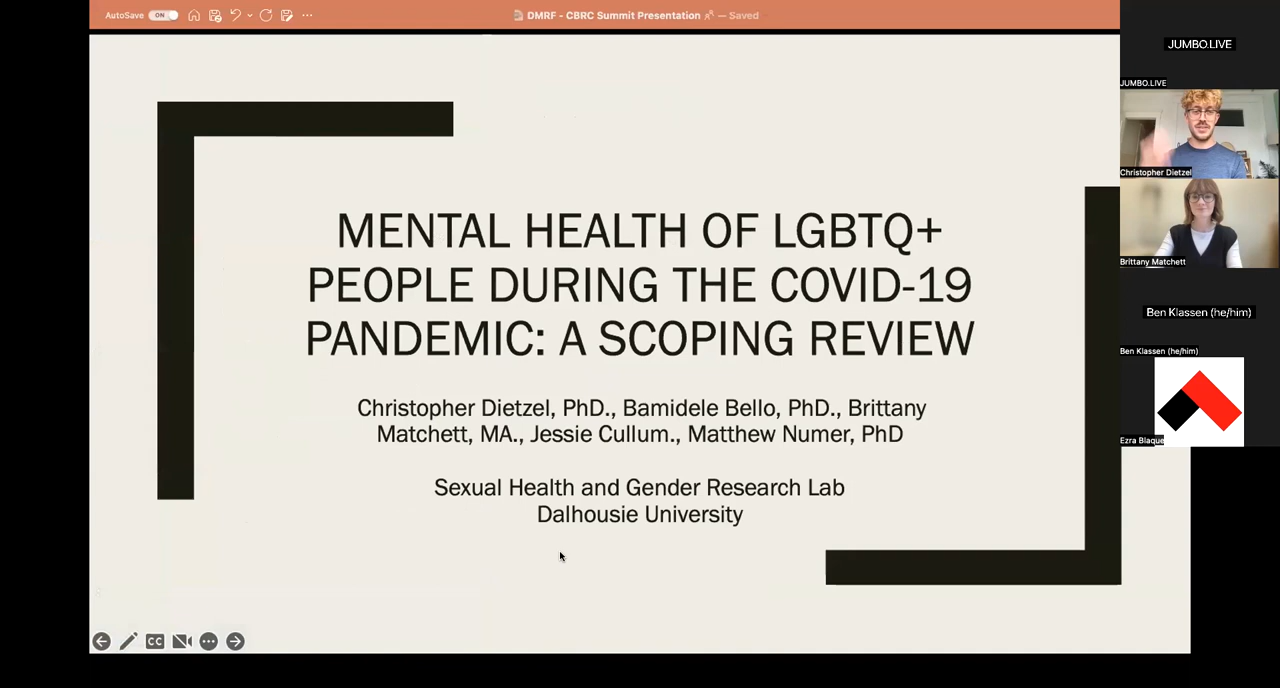 AutoSave ON
DMRF - CBRC Summit Presentation — Saved
MENTAL HEALTH OF LGBTQ+
PEOPLE DURING THE COVID-19
PANDEMIC: A SCOPING REVIEW
Christopher Dietzel, PhD., Bamidele Bello, PhD., Brittany
Matchett, MA., Jessie Cullum., Matthew Numer, PhD
Sexual Health and Gender Research Lab
Dalhousie University
CC
JUMBO.LIVE
JUMBO.LIVE
Christopher Dietzel
Brittany Matchett
Ben Klassen (he/him)
Ben Klassen (he/him)
Ezra Blaque